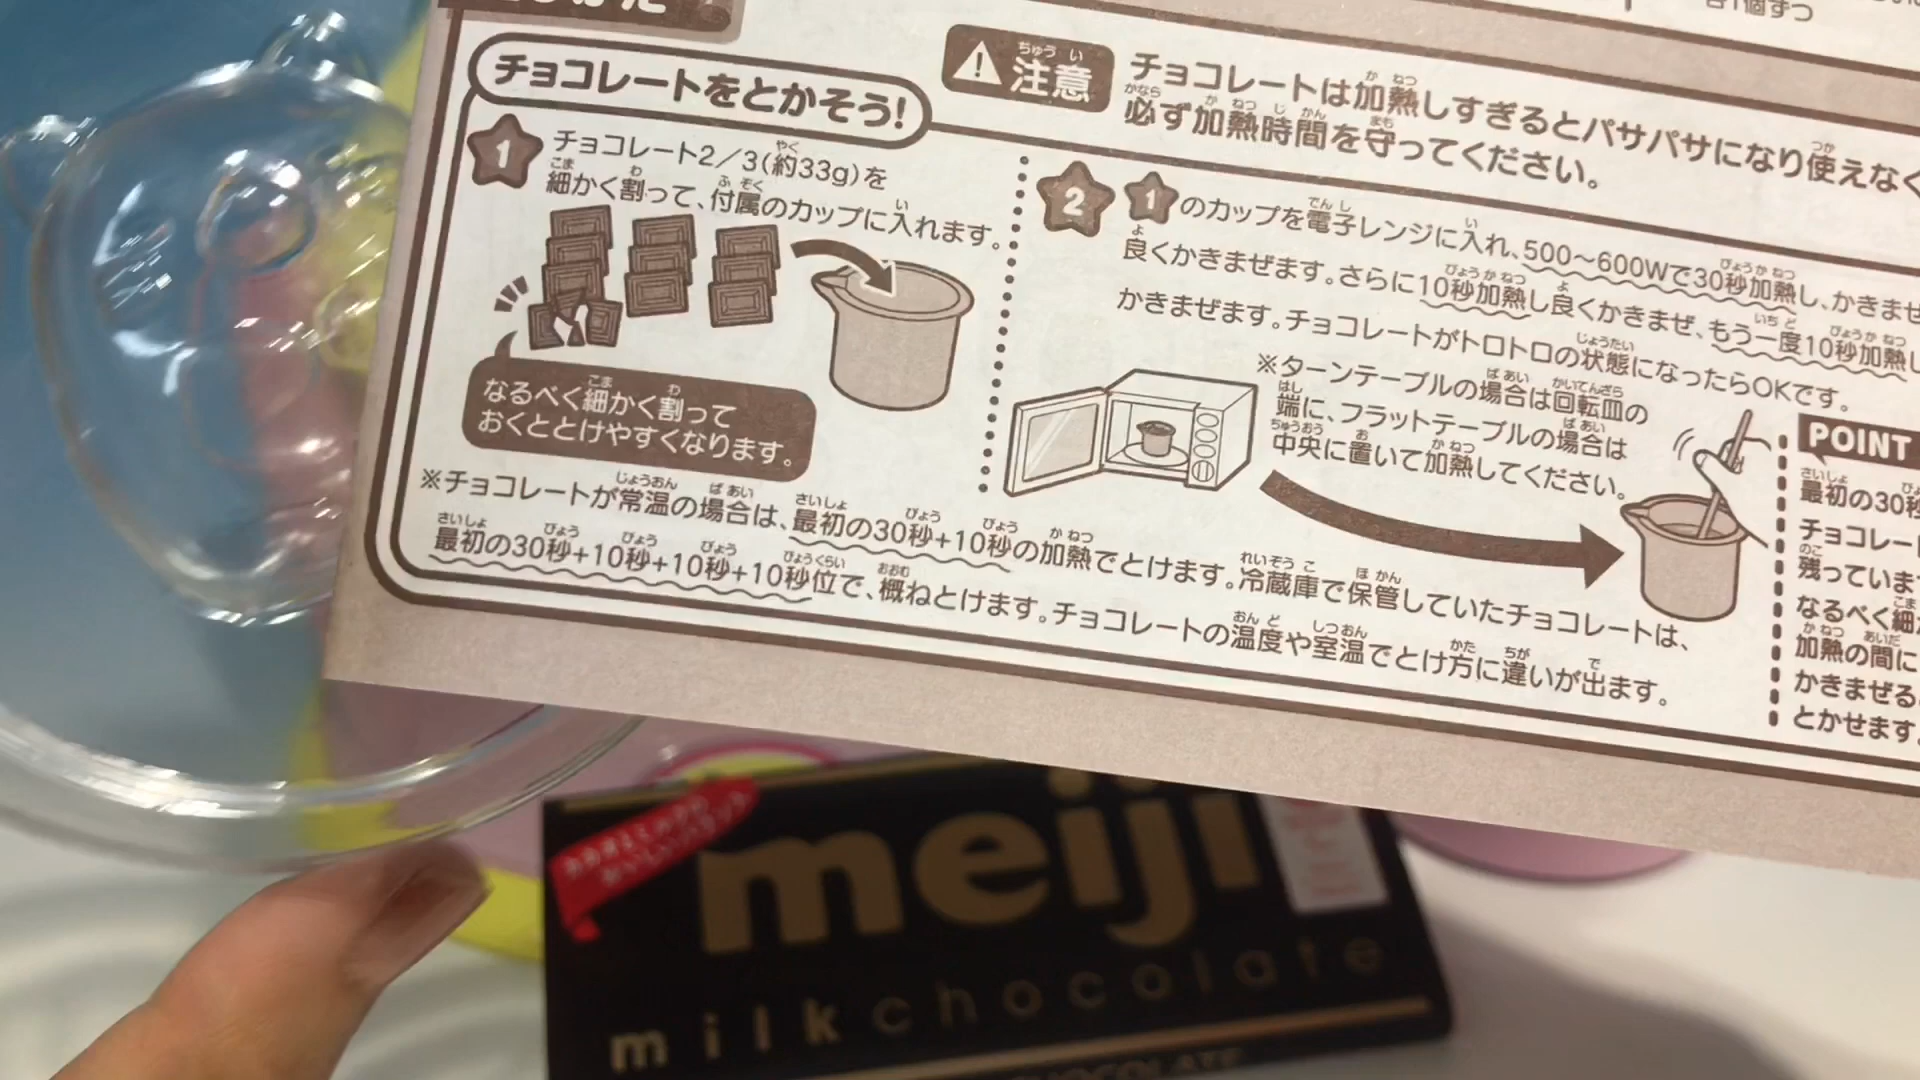 各1個ずつ
チョコレートをとかそう!
注意
チョコレートは加熱しすぎるとパサパサになり使えなく
必ず加熱時間を守ってください。
1
チョコレート2/3(約33g)を
細かく割って、付属のカップに入れます。
なるべく細かく割って
おくととけやすくなります。
2
1のカップを電子レンジに入れ、500〜600Wで30秒加熱し、かきませ
良くかきまぜます。さらに10秒加熱し良くかきまぜ、もう一度10秒加熱し
かきまぜます。チョコレートがトロトロの状態になったらOKです。
※ターンテーブルの場合は回転皿の
端に、フラットテーブルの場合は
中央に置いて加熱してください。
※チョコレートが常温の場合は、最初の30秒+10秒の加熱でとけます。冷蔵庫で保管していたチョコレートは、
最初の30秒+10秒+10秒+10秒位で、概ねとけます。チョコレートの温度や室温でとけ方に違いが出ます。
POINT
最初の30秒
チョコレー
残っていま
なるべく細か
加熱の間に
かきまぜる
とかせます。
meiji
milk chocolate
CHOCOLATE